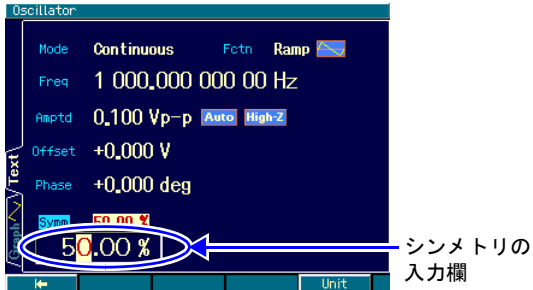 Oscillator
Mode Continuous Fctn Ramp
Freq 1 000.000 000 00 Hz
Amptd 0.100 Vp-p Auto High-Z
Offset +0.000 V
Phase +0.000 deg
Symm 50.00 %
50.00 %
Text
Graph
Unit
シンメトリの
入力欄